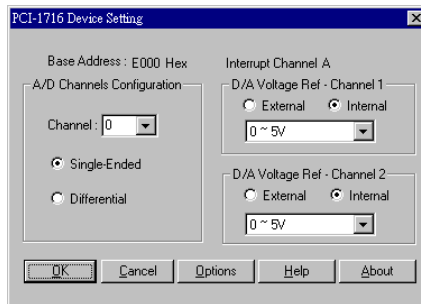 PCI-1716 Device Setting
Base Address : E000 Hex
Interrupt Channel A
A/D Channels Configuration
Channel : 0
Single-Ended
Differential
D/A Voltage Ref - Channel 1
External Internal
0 ~ 5V
D/A Voltage Ref - Channel 2
External Internal
0 ~ 5V
OK Cancel Options Help About